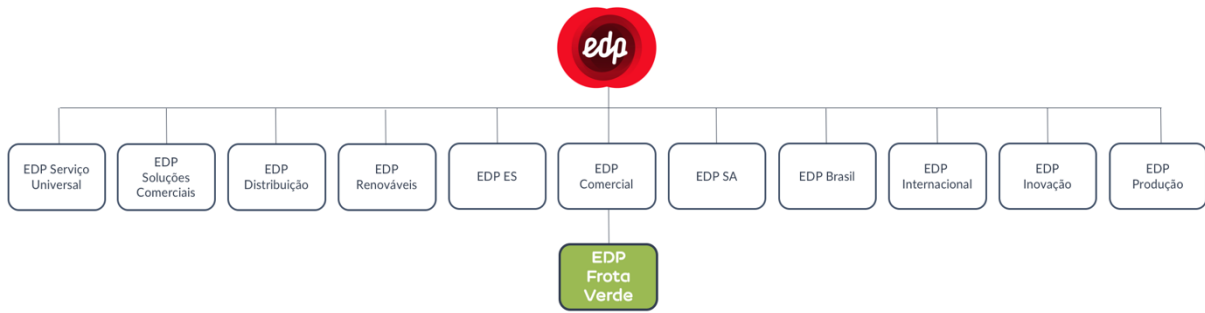 edp
EDP Serviço
Universal
EDP
Soluções
Comerciais
EDP
Distribuição
EDP
Renováveis
EDP ES
EDP
Comercial
EDP SA
EDP Brasil
EDP
Internacional
EDP
Inovação
EDP
Produção
EDP
Frota
Verde